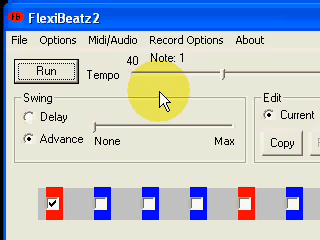 FB FlexiBeatz2
File Options Midi/Audio Record Options About
Run Tempo 40 Note: 1
Swing Edit
Delay Current
Advance
None Max Copy